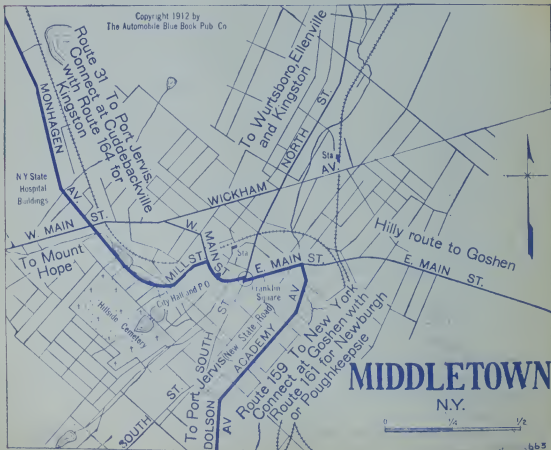 Copyright 1912 by
The Automobile Blue Book Pub Co
Route 31 To Port Jervis,
Connect at Cuddebackville
with Route 164 for
Kingston
To Wurtsboro, Ellenville
and Kingston
NORTH ST.
Sta
MONHAGEN AV.
N Y State
Hospital
Buildings
WICKHAM AV
W MAIN ST.
To Mount
Hope
W MAIN ST.
Sta
MILL ST
E. MAIN ST.
Hilly route to Goshen
E. MAIN ST.
City Hall and P.O
Franklin
Square
Hillside Cemetery
SOUTH ST
SOUTH ST.
To Port Jervis (New State Road)
ACADEMY AV
DOLSON AV
Route 159 To New York
Connect at Goshen with
Route 161 for Newburgh
or Poughkeepsie
MIDDLETOWN
N.Y.
0 1/4 1/2
663